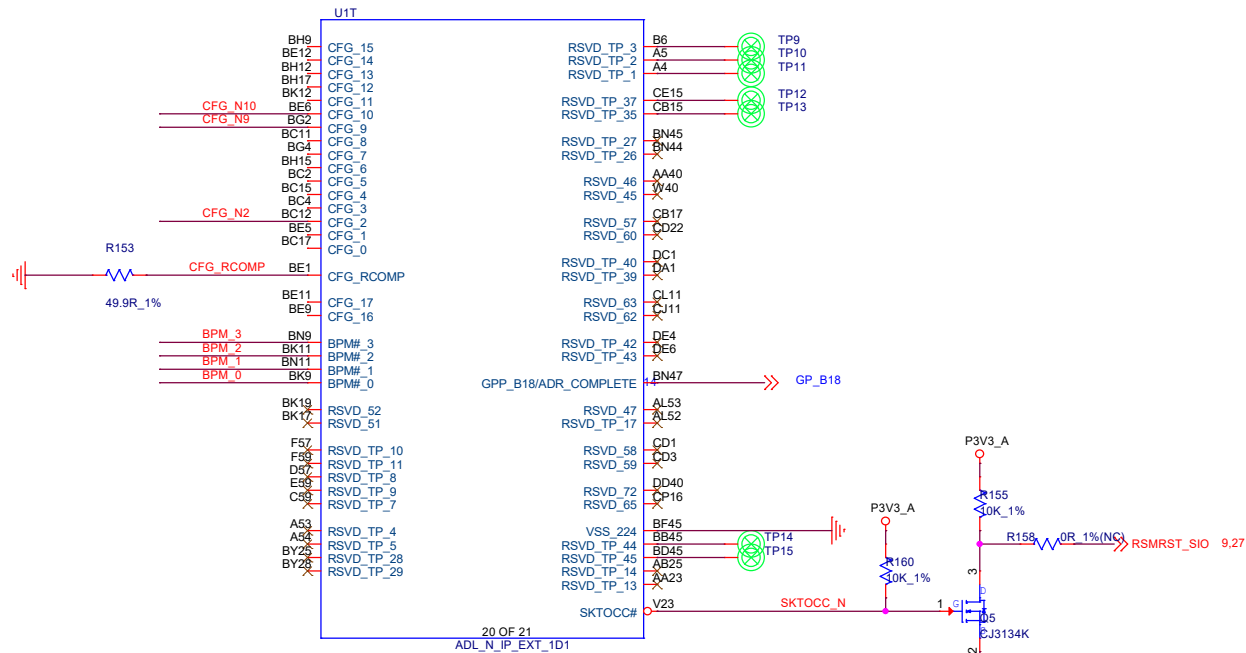 U1T
BH9 CFG_15
BE12 CFG_14
BH12 CFG_13
BH17 CFG_12
BK12 CFG_11
CFG_N10 BE6 CFG_10
CFG_N9 BG2 CFG_9
BC11 CFG_8
BG4 CFG_7
BH15 CFG_6
BC2 CFG_5
BC15 CFG_4
BC4 CFG_3
CFG_N2 BC12 CFG_2
BE5 CFG_1
BC17 CFG_0
R153
49.9R_1%
CFG_RCOMP BE1 CFG_RCOMP
BE11 CFG_17
BE9 CFG_16
BPM_3 BN9 BPM#_3
BPM_2 BK11 BPM#_2
BPM_1 BN11 BPM#_1
BPM_0 BK9 BPM#_0
BK19 RSVD_52
BK17 RSVD_51
F57 RSVD_TP_10
F59 RSVD_TP_11
D57 RSVD_TP_8
E59 RSVD_TP_9
C59 RSVD_TP_7
A53 RSVD_TP_4
A54 RSVD_TP_5
BY25 RSVD_TP_28
BY28 RSVD_TP_29
RSVD_TP_3 B6 TP9
RSVD_TP_2 A5 TP10
RSVD_TP_1 A4 TP11
RSVD_TP_37 CE15 TP12
RSVD_TP_35 CB15 TP13
RSVD_TP_27 BN45
RSVD_TP_26 BN44
RSVD_46 AA40
RSVD_45 W40
RSVD_57 CB17
RSVD_60 CD22
RSVD_TP_40 DC1
RSVD_TP_39 DA1
RSVD_63 CL11
RSVD_62 CJ11
RSVD_TP_42 DE4
RSVD_TP_43 DE6
GPP_B18/ADR_COMPLETE 14 BN47 GP_B18
RSVD_47 AL53
RSVD_TP_17 AL52
RSVD_58 CD1
RSVD_59 CD3
RSVD_72 DD40
RSVD_65 CP16
VSS_224 BF45
RSVD_TP_44 BB45 TP14
RSVD_TP_45 BD45 TP15
RSVD_TP_14 AB25
RSVD_TP_13 AA23
SKTOCC# V23 SKTOCC_N
20 OF 21
ADL_N_IP_EXT_1D1
P3V3_A
R160
10K_1%
P3V3_A
R155
10K_1%
R158 0R_1%(NC) RSMRST_SIO 9,27
3
D
1 G
Q5
CJ3134K
S
2